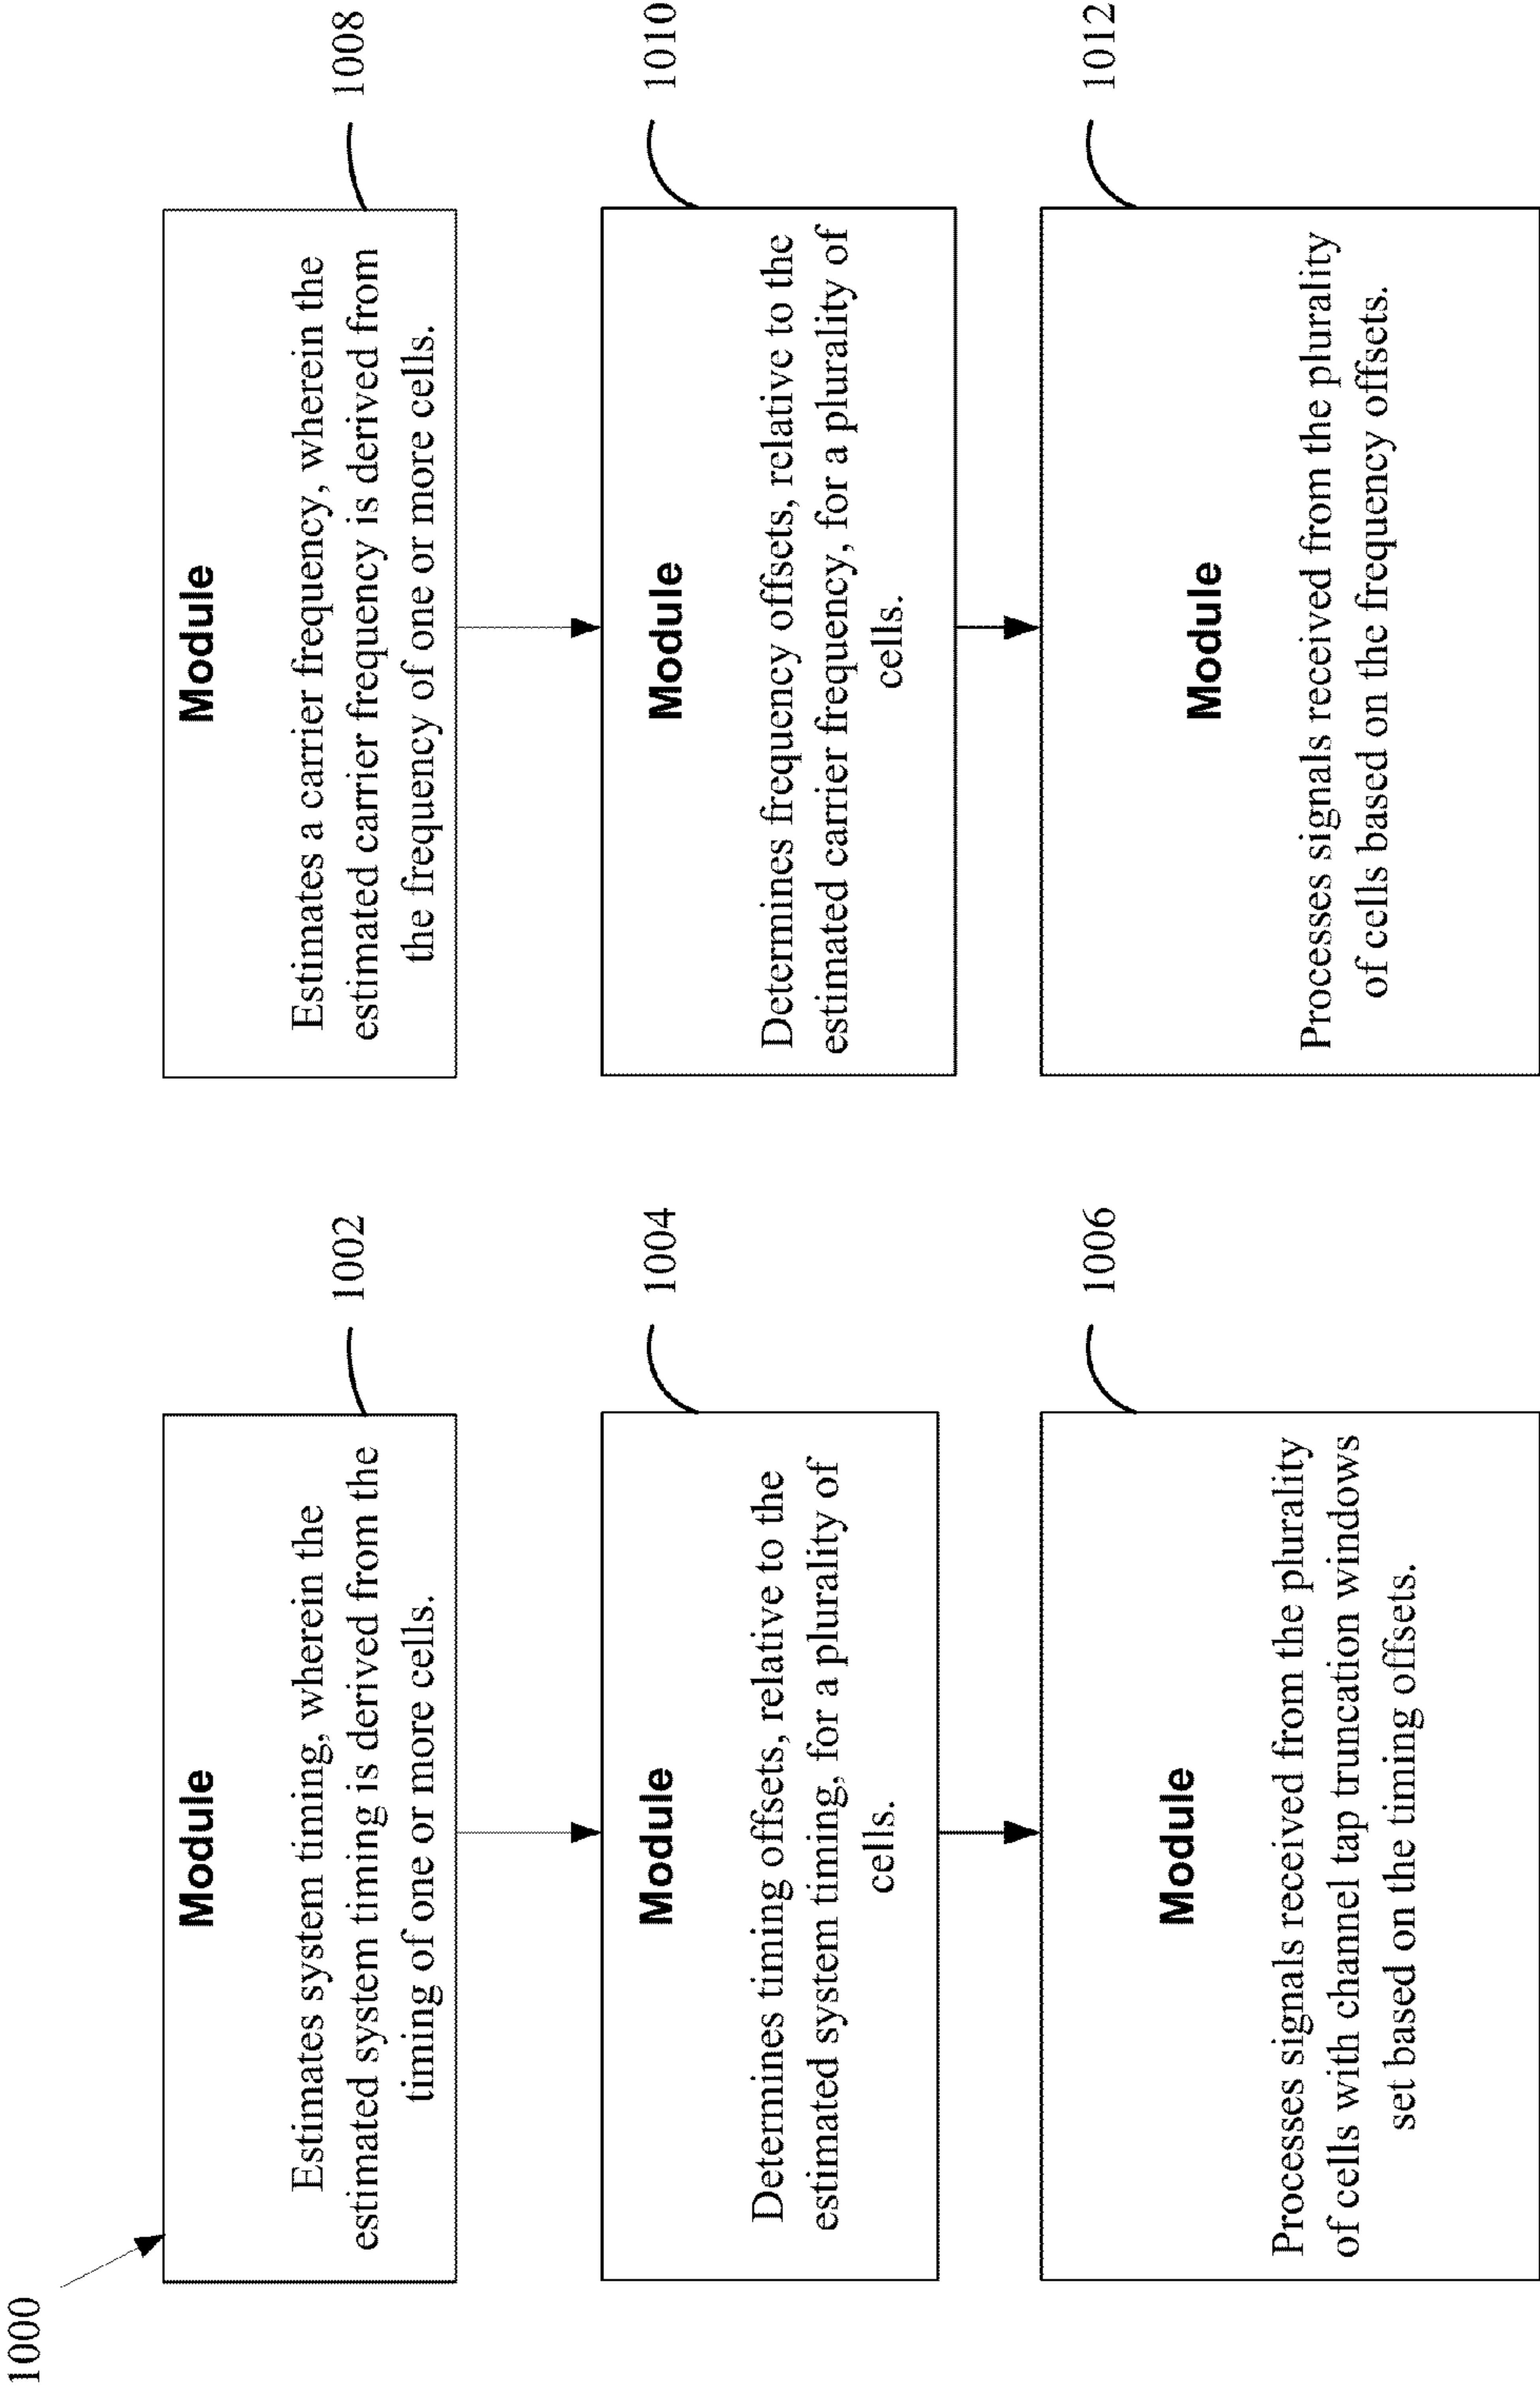 1000
Module
Estimates system timing, wherein the
estimated system timing is derived from the
timing of one or more cells.
1002
Module
Determines timing offsets, relative to the
estimated system timing, for a plurality of
cells.
1004
Module
Processes signals received from the plurality
of cells with channel tap truncation windows
set based on the timing offsets.
1006
Module
Estimates a carrier frequency, wherein the
estimated carrier frequency is derived from
the frequency of one or more cells.
1008
Module
Determines frequency offsets, relative to the
estimated carrier frequency, for a plurality of
cells.
1010
Module
Processes signals received from the plurality
of cells based on the frequency offsets.
1012